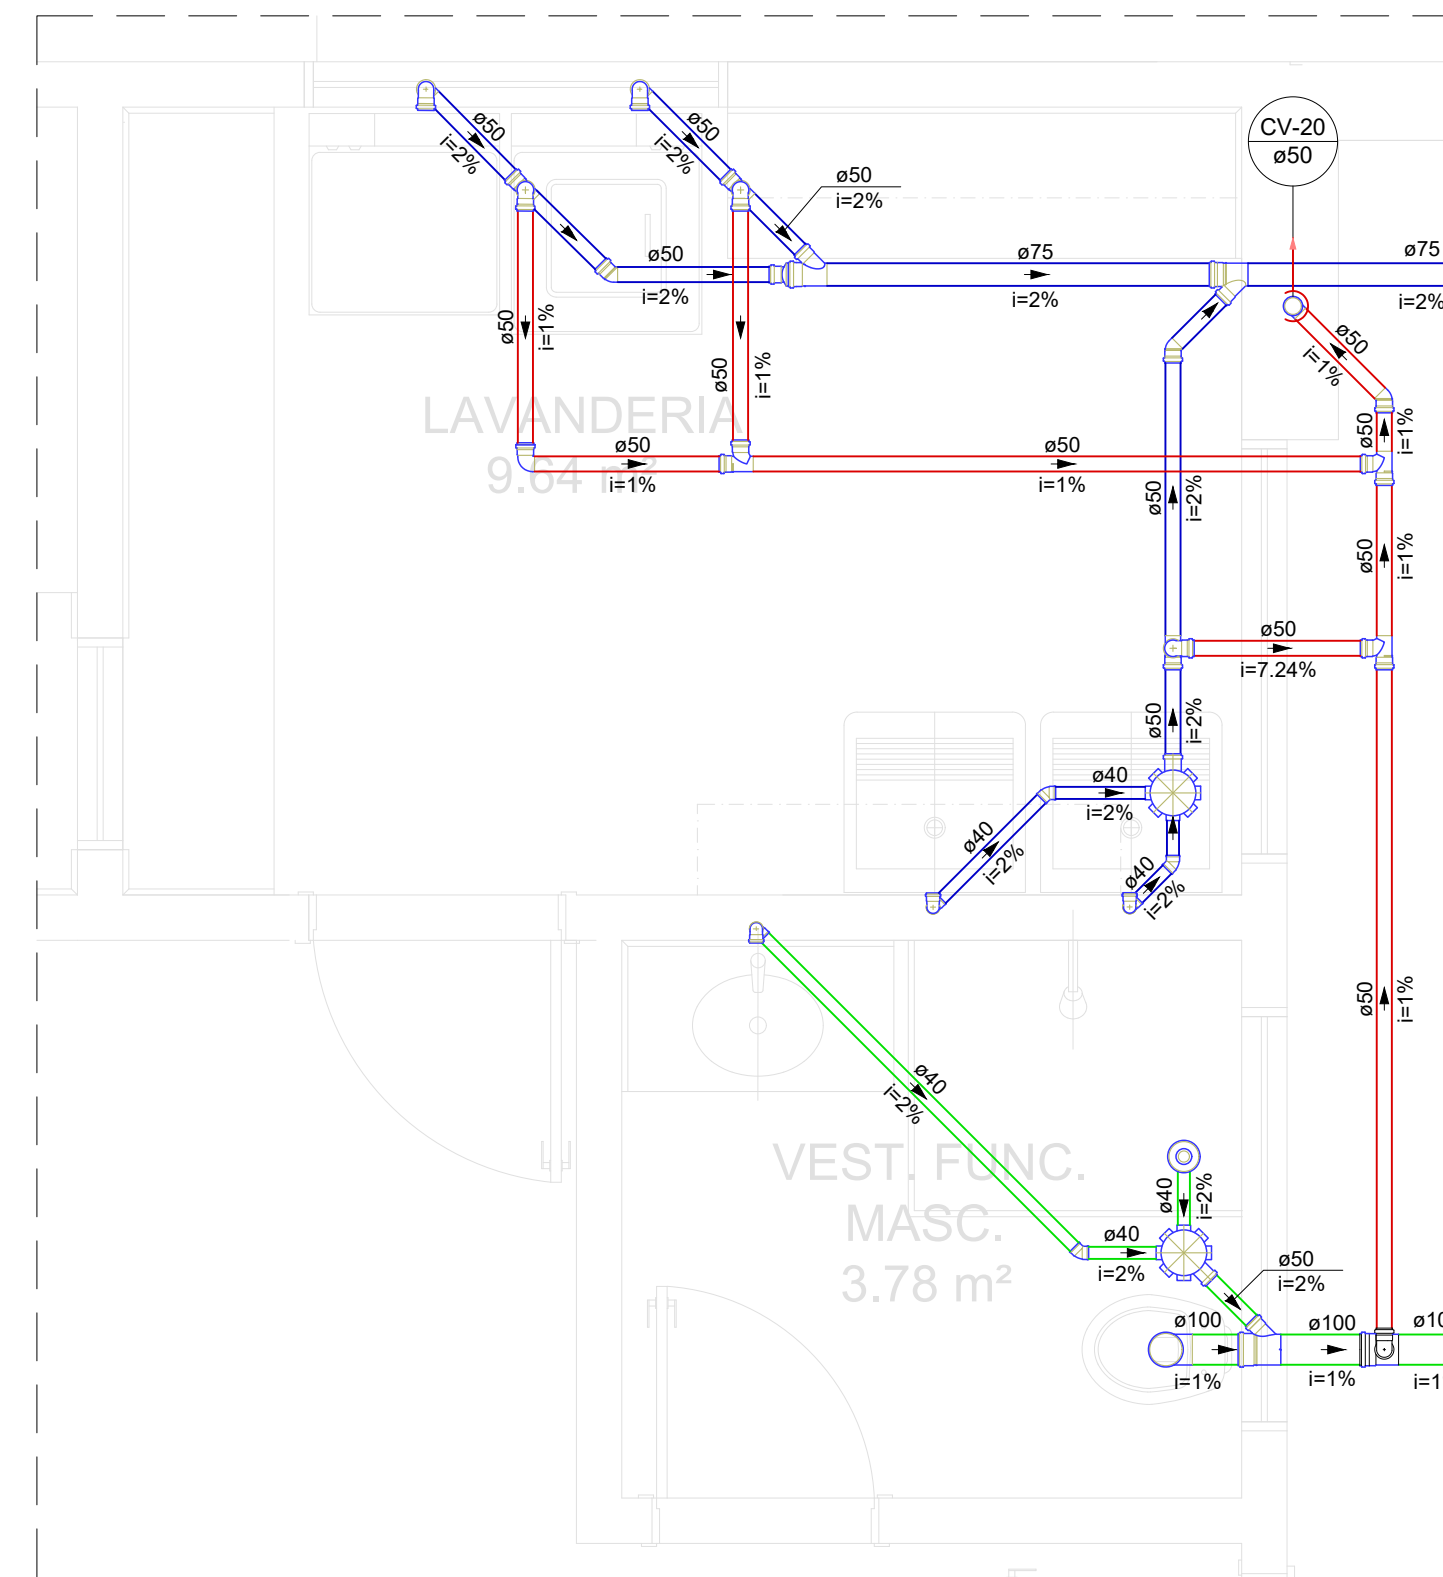 CV-20
ø50
ø50
i=2%
ø50
i=2%
ø50
i=2%
ø50
i=2%
ø75
i=2%
ø75
i=2%
ø50
i=1%
ø50
i=1%
ø50
i=1%
LAVANDERIA
9.64 m²
ø50
i=1%
ø50
i=1%
ø50
i=1%
ø50
i=2%
ø50
i=1%
ø50
i=7.24%
ø50
i=2%
ø40
i=2%
ø40
i=2%
ø40
i=2%
ø50
i=1%
ø40
i=2%
VEST. FUNC.
MASC.
3.78 m²
ø40
i=2%
ø40
i=2%
ø50
i=2%
ø100
i=1%
ø100
i=1%
ø10
i=1